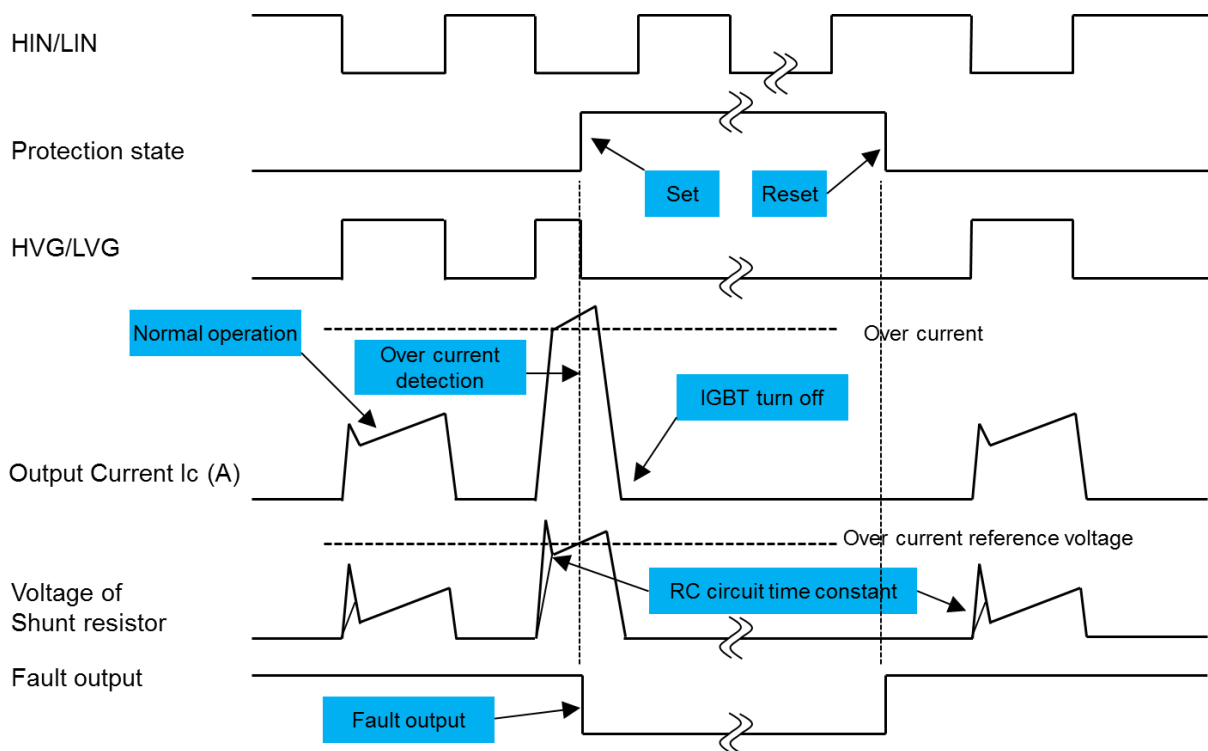 HIN/LIN
Protection state
Set
Reset
HVG/LVG
Normal operation
Over current
Over current
detection
IGBT turn off
Output Current Ic (A)
Over current reference voltage
RC circuit time constant
Voltage of
Shunt resistor
Fault output
Fault output